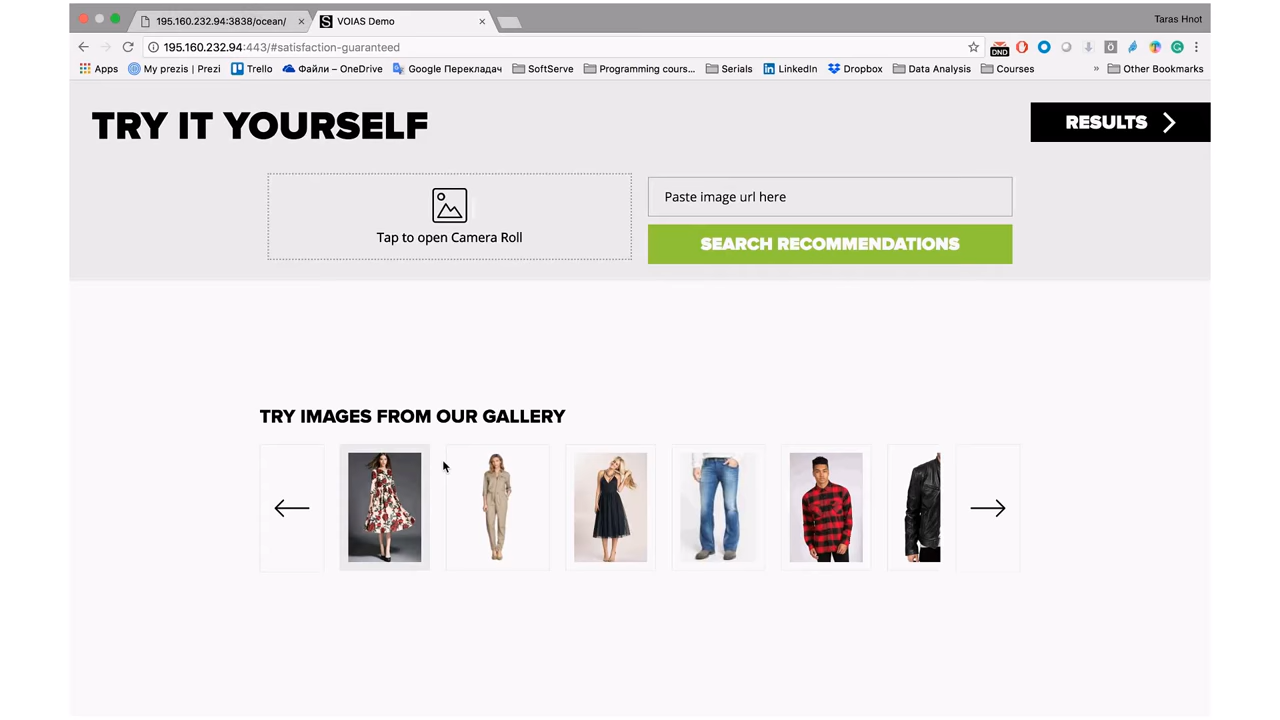 195.160.232.94:3838/ocean/
S VOIAS Demo
Taras Hnot
195.160.232.94:443/#satisfaction-guaranteed
DND
Apps My prezis | Prezi Trello Файли – OneDrive Google Перекладач SoftServe Programming cours... Serials LinkedIn Dropbox Data Analysis Courses » Other Bookmarks
TRY IT YOURSELF
RESULTS
Paste image url here
Tap to open Camera Roll
SEARCH RECOMMENDATIONS
TRY IMAGES FROM OUR GALLERY